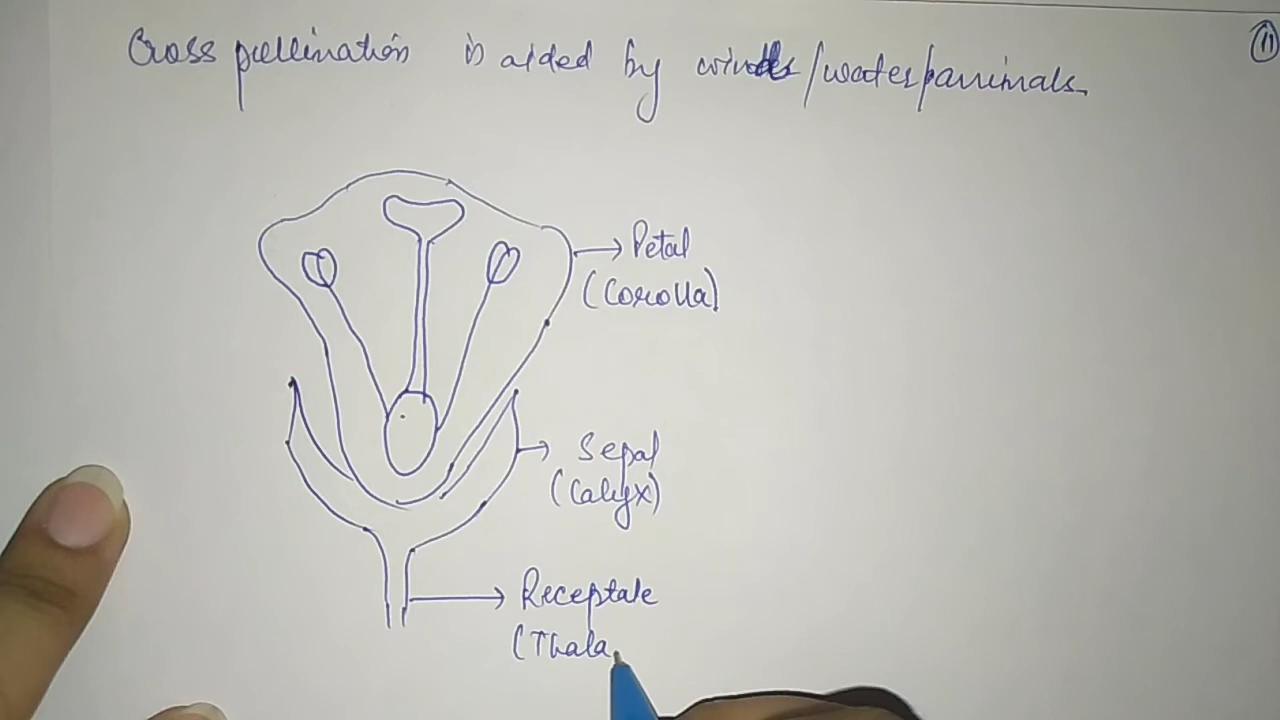 Cross pollination is aided by winds/water/animals.
11
Petal
(Corolla)
Sepal
(Calyx)
Receptale
(Thala